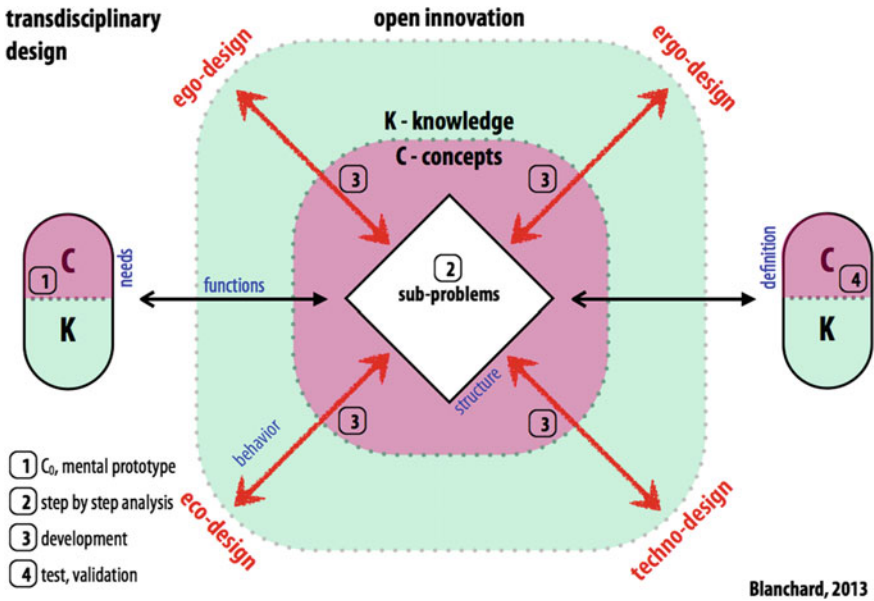 transdisciplinary
design
open innovation
ego-design
ergo-design
K - knowledge
C - concepts
3
3
C
1
K
needs
functions
2
sub-problems
definition
C
4
K
structure
behavior
3
3
eco-design
techno-design
1 C₀, mental prototype
2 step by step analysis
3 development
4 test, validation
Blanchard, 2013